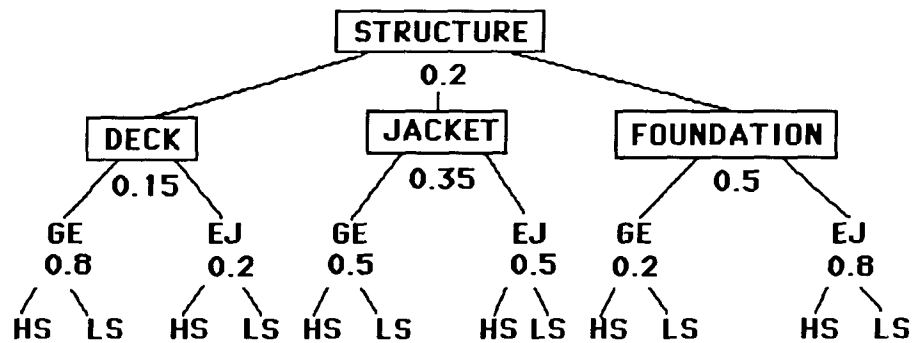 STRUCTURE
0.2
DECK JACKET FOUNDATION
0.15 0.35 0.5
GE EJ GE EJ GE EJ
0.8 0.2 0.5 0.5 0.2 0.8
HS LS HS LS HS LS HS LS HS LS HS LS